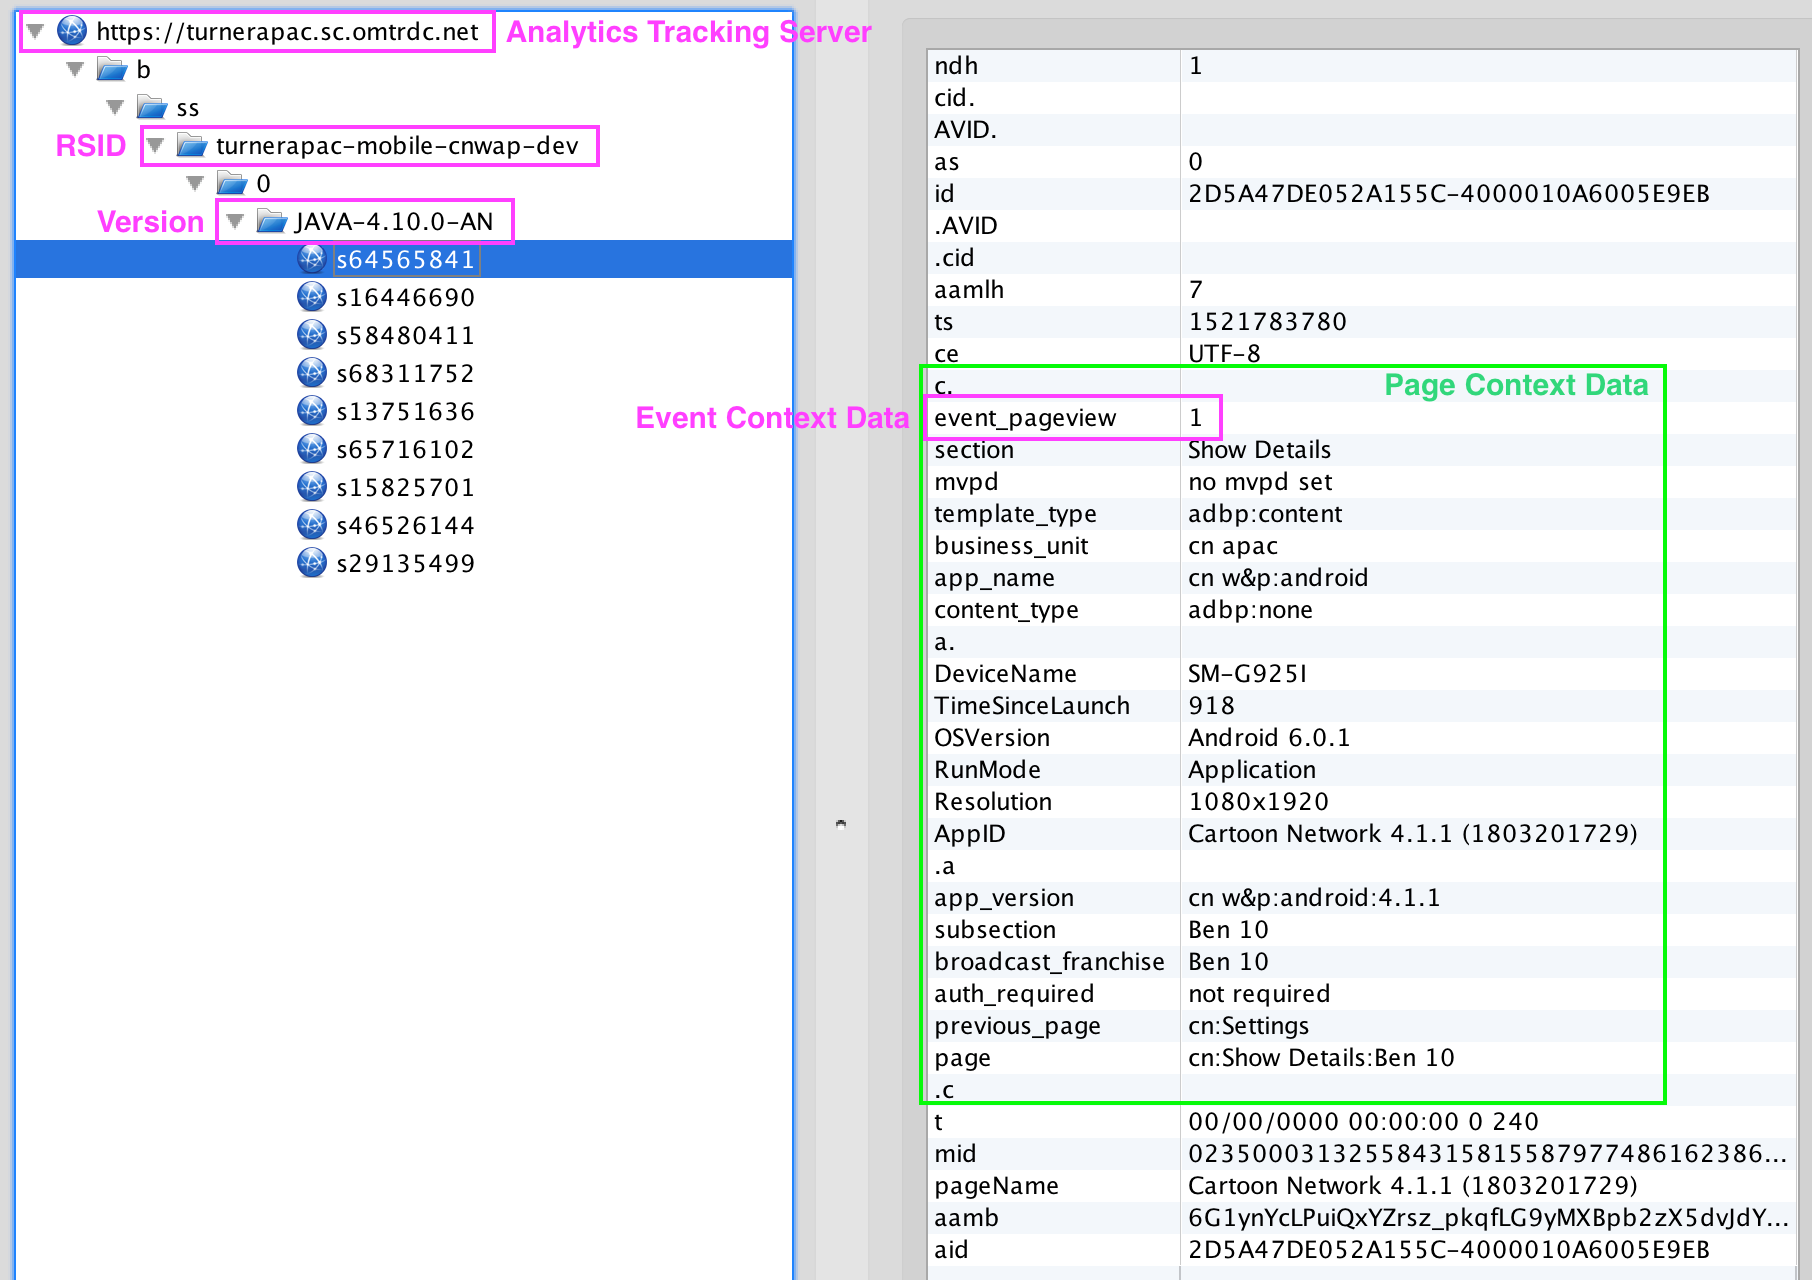 https://turnerapac.sc.omtrdc.net Analytics Tracking Server
b
ss
RSID turnerapac-mobile-cnwap-dev
0
Version JAVA-4.10.0-AN
s64565841
s16446690
s58480411
s68311752
s13751636
s65716102
s15825701
s46526144
s29135499
ndh 1
cid.
AVID.
as 0
id 2D5A47DE052A155C-4000010A6005E9EB
.AVID
.cid
aamlh 7
ts 1521783780
ce UTF-8
c. Page Context Data
Event Context Data event_pageview 1
section Show Details
mvpd no mvpd set
template_type adbp:content
business_unit cn apac
app_name cn w&p:android
content_type adbp:none
a.
DeviceName SM-G925I
TimeSinceLaunch 918
OSVersion Android 6.0.1
RunMode Application
Resolution 1080x1920
AppID Cartoon Network 4.1.1 (1803201729)
.a
app_version cn w&p:android:4.1.1
subsection Ben 10
broadcast_franchise Ben 10
auth_required not required
previous_page cn:Settings
page cn:Show Details:Ben 10
.c
t 00/00/0000 00:00:00 0 240
mid 02350003132558431581558797748616238​6...
pageName Cartoon Network 4.1.1 (1803201729)
aamb 6G1ynYcLPuiQxYZrsz_pkqfLG9yMXBpb2zX5dvJdY...
aid 2D5A47DE052A155C-4000010A6005E9EB